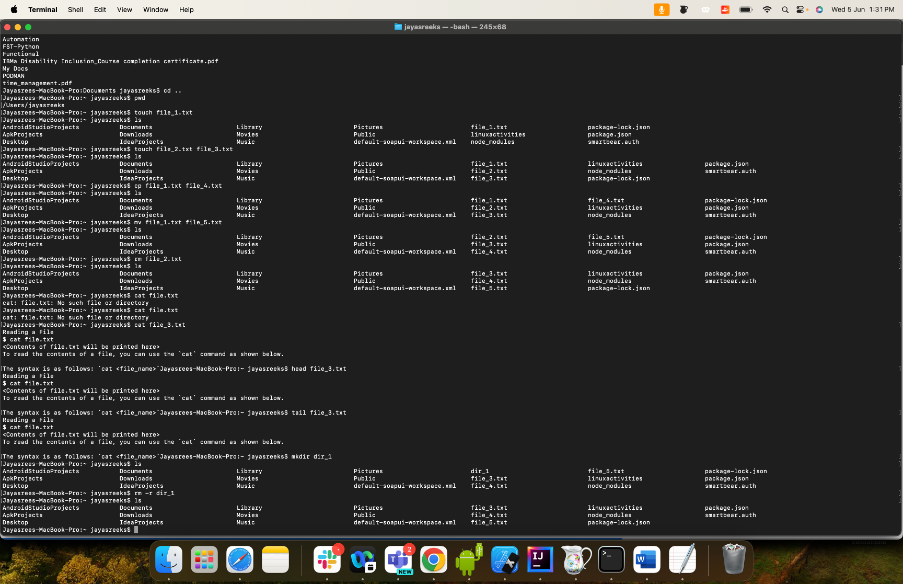 Terminal Shell Edit View Window Help Wed 5 Jun 1:31 PM
jayasreeks — -bash — 245×68
Automation
FST-Python
Functional
IBMa Disability Inclusion_Course completion certificate.pdf
My Docs
PODMAN
time_management.pdf
Jayasrees-MacBook-Pro:Documents jayasreeks$ cd ..
Jayasrees-MacBook-Pro:~ jayasreeks$ pwd
/Users/jayasreeks
Jayasrees-MacBook-Pro:~ jayasreeks$ touch file_1.txt
Jayasrees-MacBook-Pro:~ jayasreeks$ ls
AndroidStudioProjects Documents Library Pictures file_1.txt package-lock.json
ApkProjects Downloads Movies Public linuxactivities package.json
Desktop IdeaProjects Music default-soapui-workspace.xml node_modules smartbear.auth
Jayasrees-MacBook-Pro:~ jayasreeks$ touch file_2.txt file_3.txt
Jayasrees-MacBook-Pro:~ jayasreeks$ ls
AndroidStudioProjects Documents Library Pictures file_1.txt linuxactivities package.json
ApkProjects Downloads Movies Public file_2.txt node_modules smartbear.auth
Desktop IdeaProjects Music default-soapui-workspace.xml file_3.txt package-lock.json
Jayasrees-MacBook-Pro:~ jayasreeks$ cp file_1.txt file_4.txt
Jayasrees-MacBook-Pro:~ jayasreeks$ ls
AndroidStudioProjects Documents Library Pictures file_1.txt file_4.txt package-lock.json
ApkProjects Downloads Movies Public file_2.txt linuxactivities package.json
Desktop IdeaProjects Music default-soapui-workspace.xml file_3.txt node_modules smartbear.auth
Jayasrees-MacBook-Pro:~ jayasreeks$ mv file_1.txt file_5.txt
Jayasrees-MacBook-Pro:~ jayasreeks$ ls
AndroidStudioProjects Documents Library Pictures file_2.txt file_5.txt package-lock.json
ApkProjects Downloads Movies Public file_3.txt linuxactivities package.json
Desktop IdeaProjects Music default-soapui-workspace.xml file_4.txt node_modules smartbear.auth
Jayasrees-MacBook-Pro:~ jayasreeks$ rm file_2.txt
Jayasrees-MacBook-Pro:~ jayasreeks$ ls
AndroidStudioProjects Documents Library Pictures file_3.txt linuxactivities package.json
ApkProjects Downloads Movies Public file_4.txt node_modules smartbear.auth
Desktop IdeaProjects Music default-soapui-workspace.xml file_5.txt package-lock.json
Jayasrees-MacBook-Pro:~ jayasreeks$ cat file.txt
cat: file.txt: No such file or directory
Jayasrees-MacBook-Pro:~ jayasreeks$ cat file.txt
cat: file.txt: No such file or directory
Jayasrees-MacBook-Pro:~ jayasreeks$ cat file_3.txt
Reading a File
$ cat file.txt
<Contents of file.txt will be printed here>
To read the contents of a file, you can use the `cat` command as shown below.
The syntax is as follows: `cat <file_name>`Jayasrees-MacBook-Pro:~ jayasreeks$ head file_3.txt
Reading a File
$ cat file.txt
<Contents of file.txt will be printed here>
To read the contents of a file, you can use the `cat` command as shown below.
The syntax is as follows: `cat <file_name>`Jayasrees-MacBook-Pro:~ jayasreeks$ tail file_3.txt
Reading a File
$ cat file.txt
<Contents of file.txt will be printed here>
To read the contents of a file, you can use the `cat` command as shown below.
The syntax is as follows: `cat <file_name>`Jayasrees-MacBook-Pro:~ jayasreeks$ mkdir dir_1
Jayasrees-MacBook-Pro:~ jayasreeks$ ls
AndroidStudioProjects Documents Library Pictures dir_1 file_5.txt package-lock.json
ApkProjects Downloads Movies Public file_3.txt linuxactivities package.json
Desktop IdeaProjects Music default-soapui-workspace.xml file_4.txt node_modules smartbear.auth
Jayasrees-MacBook-Pro:~ jayasreeks$ rm -r dir_1
Jayasrees-MacBook-Pro:~ jayasreeks$ ls
AndroidStudioProjects Documents Library Pictures file_3.txt linuxactivities package.json
ApkProjects Downloads Movies Public file_4.txt node_modules smartbear.auth
Desktop IdeaProjects Music default-soapui-workspace.xml file_5.txt package-lock.json
Jayasrees-MacBook-Pro:~ jayasreeks$
NEW